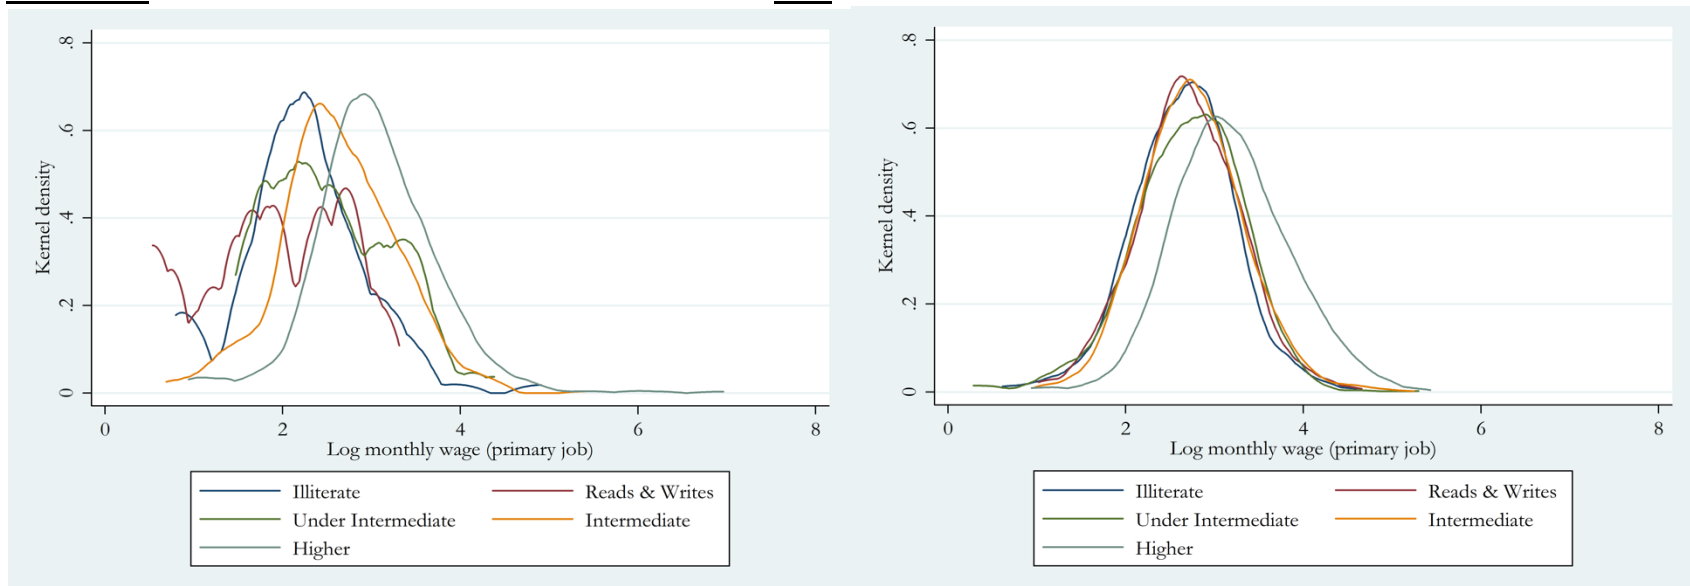 .8
.6
.4
.2
0
Kernel density
0 2 4 6 8
Log monthly wage (primary job)
Illiterate Reads & Writes
Under Intermediate Intermediate
Higher
.8
.6
.4
.2
0
Kernel density
0 2 4 6 8
Log monthly wage (primary job)
Illiterate Reads & Writes
Under Intermediate Intermediate
Higher